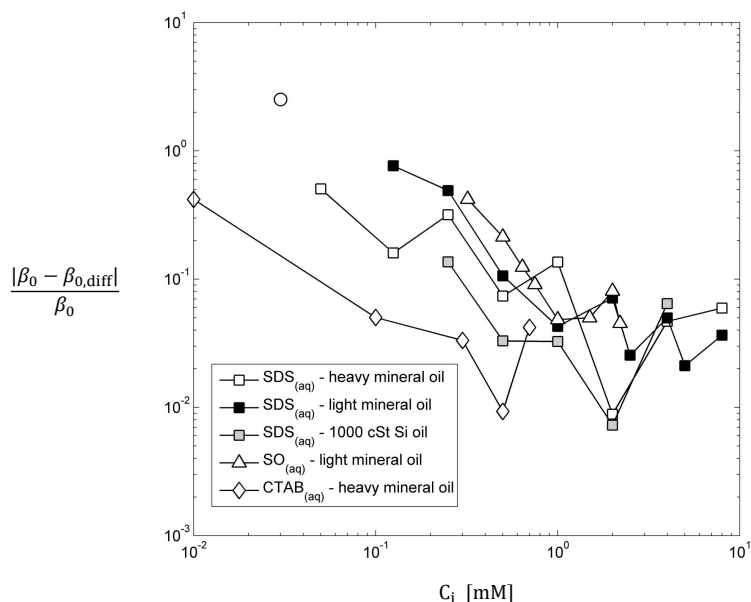 10^1
10^0
10^-1
10^-2
10^-3
|β₀ − β₀,diff|
β₀
SDS(aq) - heavy mineral oil
SDS(aq) - light mineral oil
SDS(aq) - 1000 cSt Si oil
SO(aq) - light mineral oil
CTAB(aq) - heavy mineral oil
10^-2 10^-1 10^0 10^1
C_i [mM]